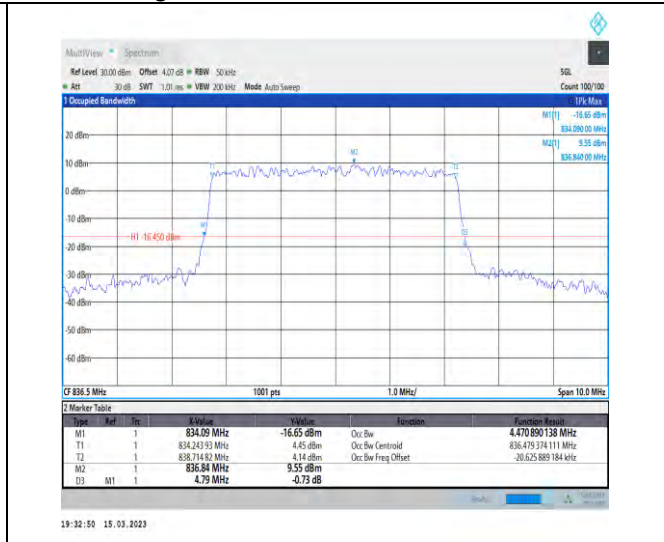 MultiView Spectrum
Ref Level 30.00 dBm Offset 4.07 dB RBW 50 kHz SGL
Att 30 dB SWT 1.01 ms VBW 200 kHz Mode Auto Sweep Count 100/100
1 Occupied Bandwidth 1Pk Max
M1[1] -16.65 dBm
834.090 00 MHz
20 dBm M2[1] 9.55 dBm
836.840 00 MHz
M2
10 dBm T1 T2
0 dBm
-10 dBm
M1
H1 -16.450 dBm D3
-20 dBm
-30 dBm
-40 dBm
-50 dBm
-60 dBm
CF 836.5 MHz 1001 pts 1.0 MHz/ Span 10.0 MHz
2 Marker Table
Type Ref Trc X-Value Y-Value Function Function Result
M1 1 834.09 MHz -16.65 dBm Occ Bw 4.470 890 138 MHz
T1 1 834.243 93 MHz 4.45 dBm Occ Bw Centroid 836.479 374 111 MHz
T2 1 838.714 82 MHz 4.14 dBm Occ Bw Freq Offset -20.625 889 184 kHz
M2 1 836.84 MHz 9.55 dBm
D3 M1 1 4.79 MHz -0.73 dB
19:32:50 15.03.2023